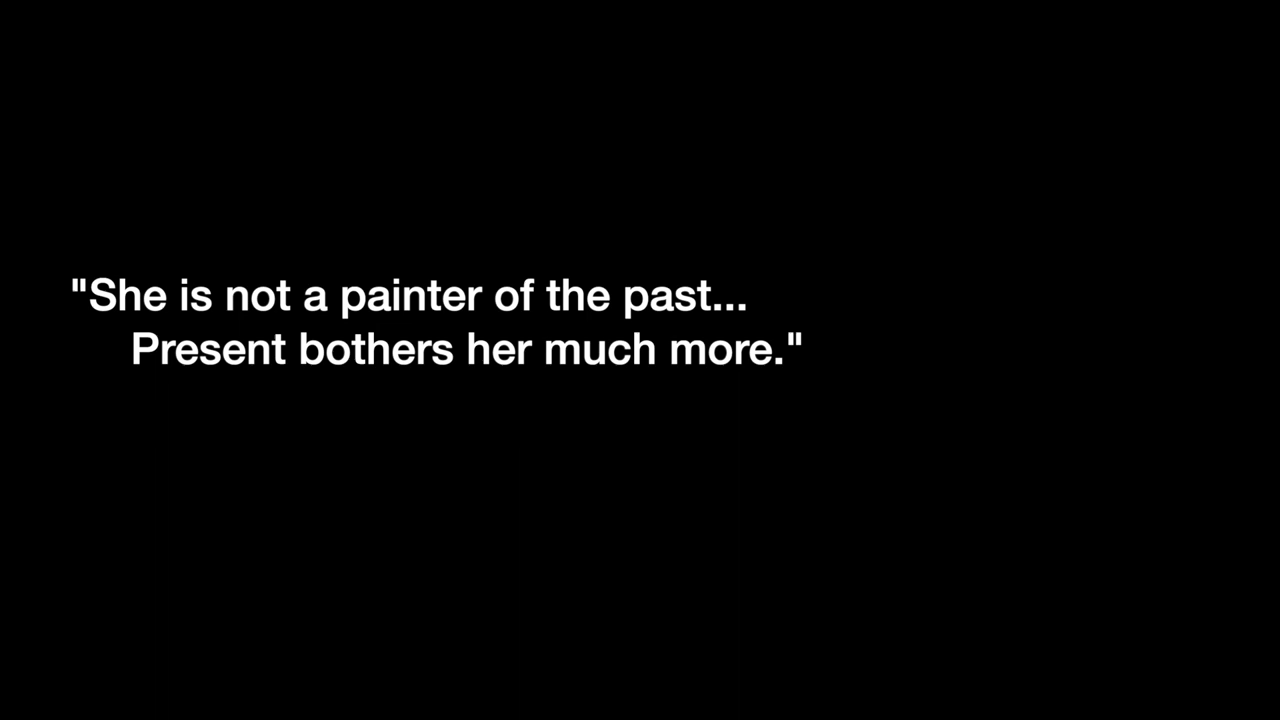 "She is not a painter of the past...
Present bothers her much more."